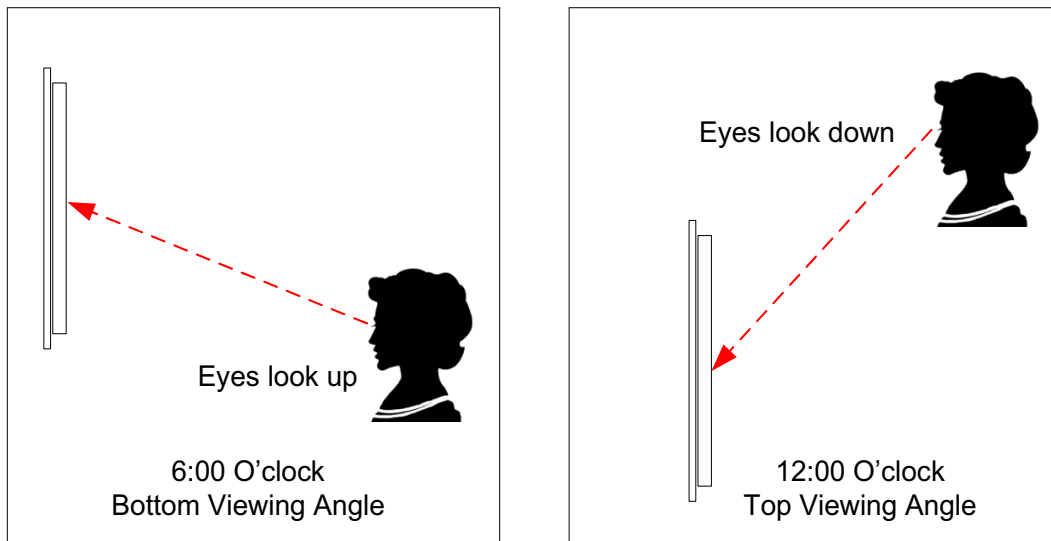 Eyes look up
6:00 O’clock
Bottom Viewing Angle
Eyes look down
12:00 O’clock
Top Viewing Angle